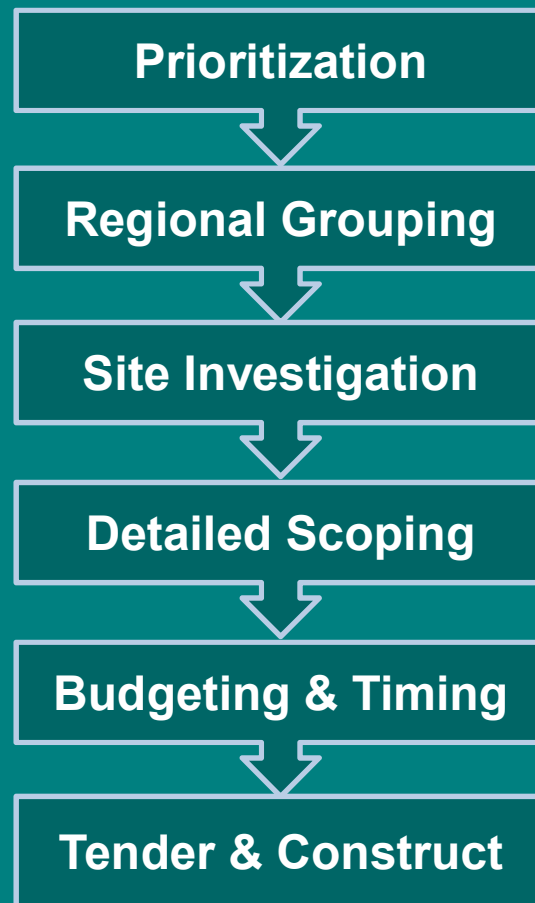 Prioritization
Regional Grouping
Site Investigation
Detailed Scoping
Budgeting & Timing
Tender & Construct